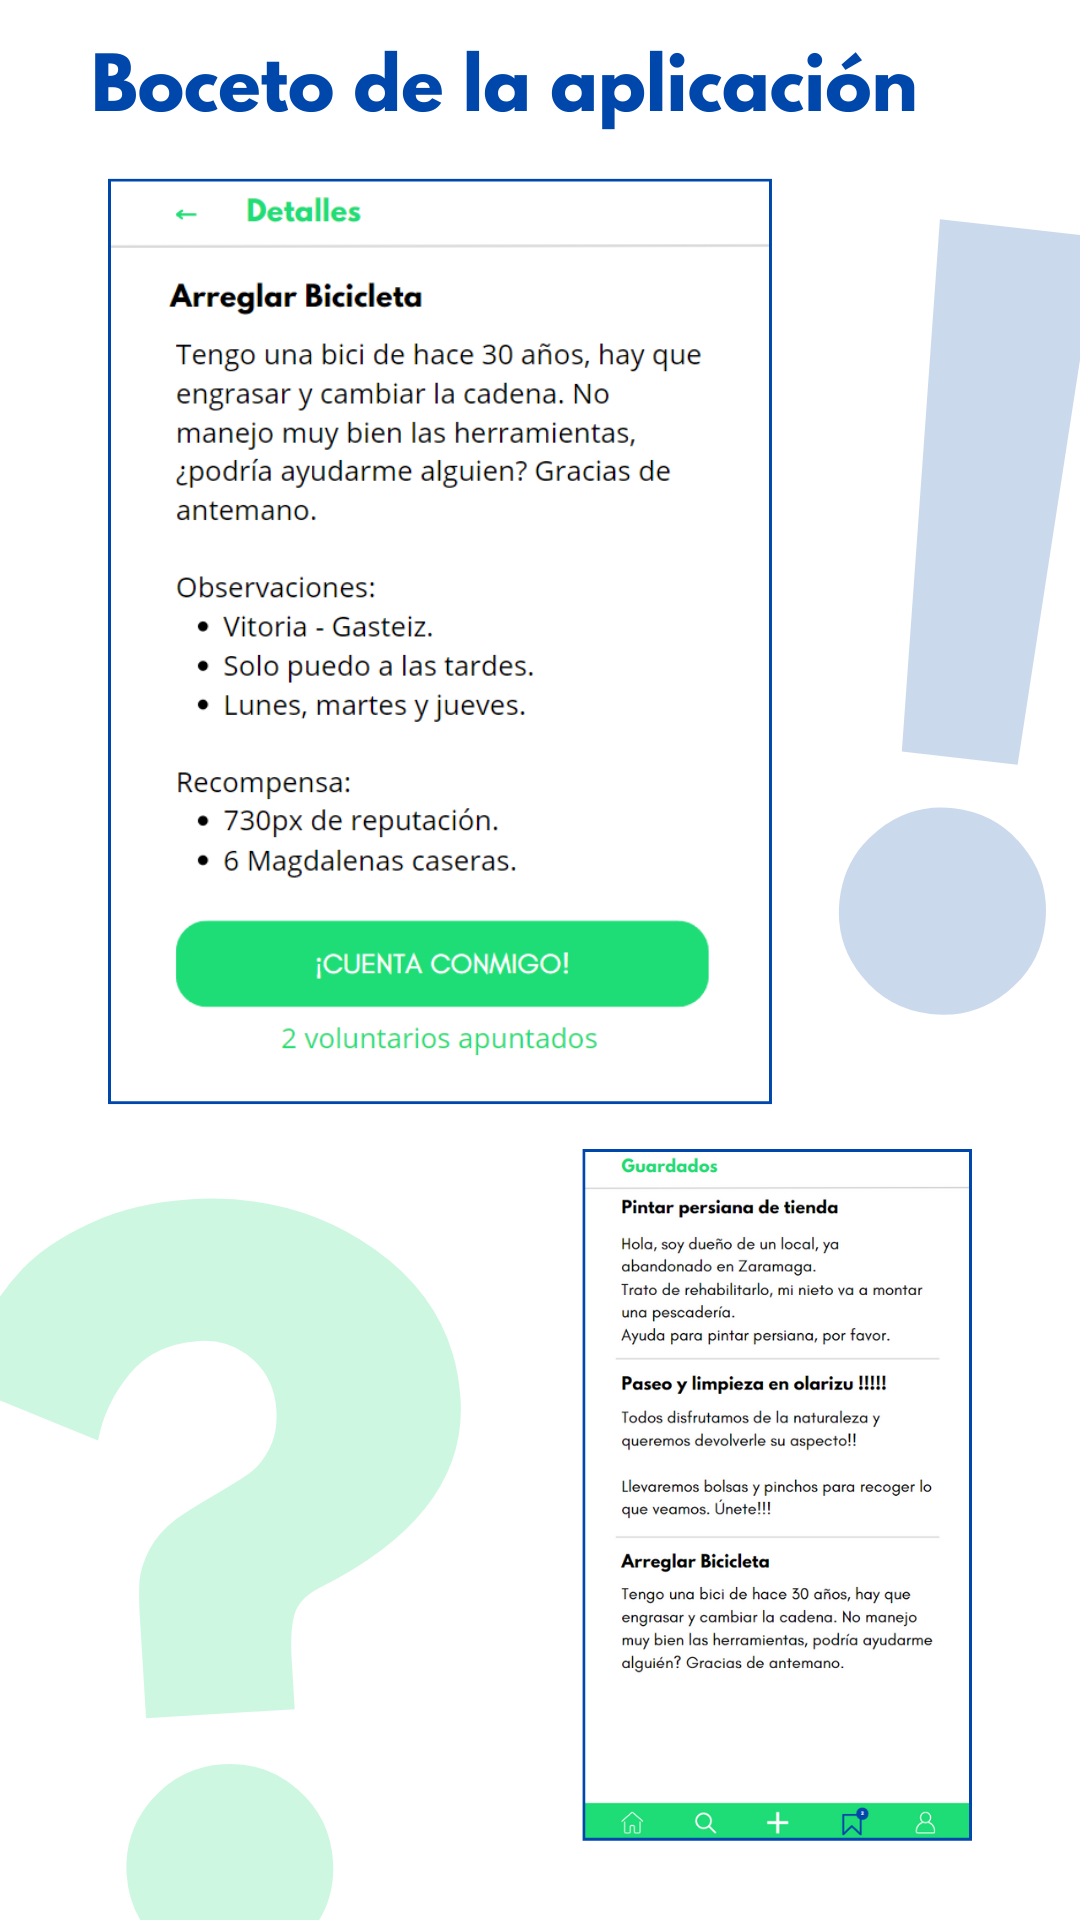 Boceto de la aplicación
← Detalles
Arreglar Bicicleta
Tengo una bici de hace 30 años, hay que
engrasar y cambiar la cadena. No
manejo muy bien las herramientas,
¿podría ayudarme alguien? Gracias de
antemano.
Observaciones:
• Vitoria - Gasteiz.
• Solo puedo a las tardes.
• Lunes, martes y jueves.
Recompensa:
• 730px de reputación.
• 6 Magdalenas caseras.
¡CUENTA CONMIGO!
2 voluntarios apuntados
Guardados
Pintar persiana de tienda
Hola, soy dueño de un local, ya
abandonado en Zaramaga.
Trato de rehabilitarlo, mi nieto va a montar
una pescadería.
Ayuda para pintar persiana, por favor.
Paseo y limpieza en olarizu !!!!!
Todos disfrutamos de la naturaleza y
queremos devolverle su aspecto!!
Llevaremos bolsas y pinchos para recoger lo
que veamos. Únete!!!
Arreglar Bicicleta
Tengo una bici de hace 30 años, hay que
engrasar y cambiar la cadena. No manejo
muy bien las herramientas, podría ayudarme
alguién? Gracias de antemano.